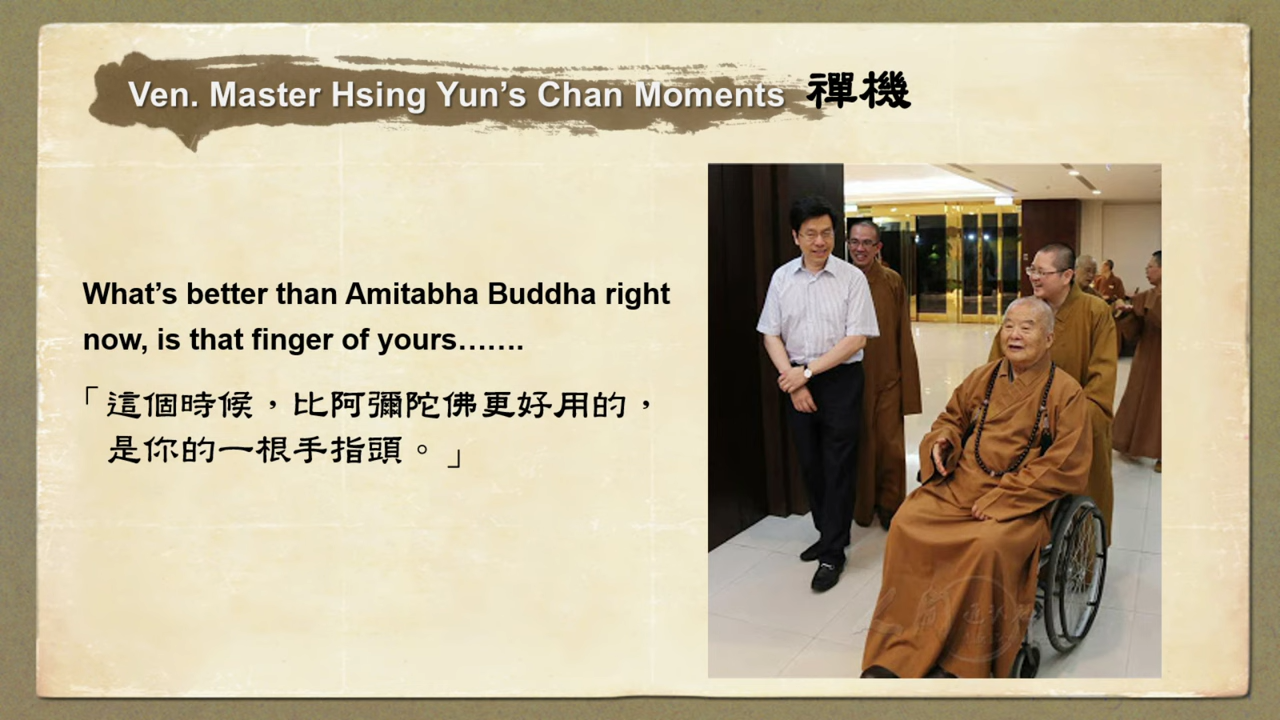 Ven. Master Hsing Yun’s Chan Moments 禪機
What’s better than Amitabha Buddha right
now, is that finger of yours…….
「這個時候，比阿彌陀佛更好用的，
是你的一根手指頭。」